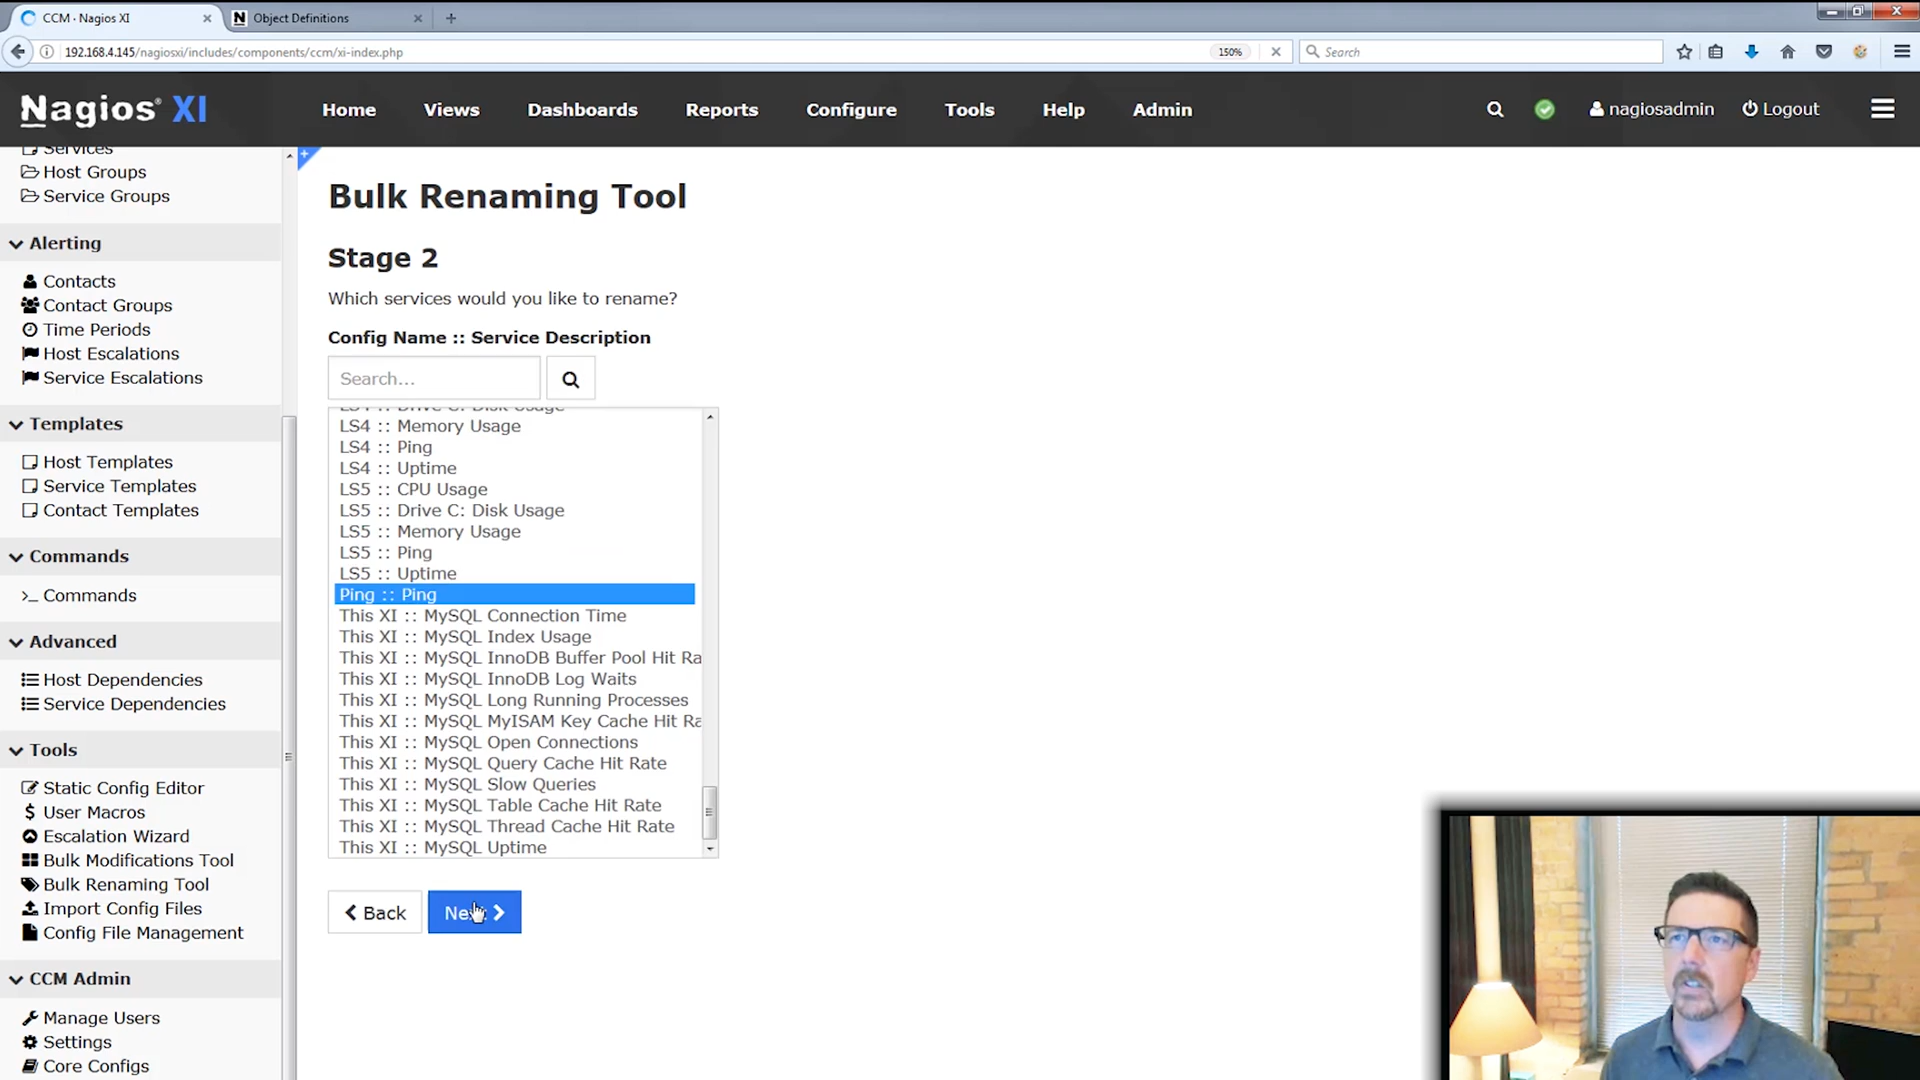 CCM · Nagios XI
Object Definitions
192.168.4.145/nagiosxi/includes/components/ccm/xi-index.php
150%
Search
Nagios® XI
Home
Views
Dashboards
Reports
Configure
Tools
Help
Admin
nagiosadmin
Logout
Services
Host Groups
Service Groups
Alerting
Contacts
Contact Groups
Time Periods
Host Escalations
Service Escalations
Templates
Host Templates
Service Templates
Contact Templates
Commands
>_ Commands
Advanced
Host Dependencies
Service Dependencies
Tools
Static Config Editor
$ User Macros
Escalation Wizard
Bulk Modifications Tool
Bulk Renaming Tool
Import Config Files
Config File Management
CCM Admin
Manage Users
Settings
Core Configs
Bulk Renaming Tool
Stage 2
Which services would you like to rename?
Config Name :: Service Description
Search...
LS4 :: Drive C: Disk Usage
LS4 :: Memory Usage
LS4 :: Ping
LS4 :: Uptime
LS5 :: CPU Usage
LS5 :: Drive C: Disk Usage
LS5 :: Memory Usage
LS5 :: Ping
LS5 :: Uptime
Ping :: Ping
This XI :: MySQL Connection Time
This XI :: MySQL Index Usage
This XI :: MySQL InnoDB Buffer Pool Hit Ra
This XI :: MySQL InnoDB Log Waits
This XI :: MySQL Long Running Processes
This XI :: MySQL MyISAM Key Cache Hit Ra
This XI :: MySQL Open Connections
This XI :: MySQL Query Cache Hit Rate
This XI :: MySQL Slow Queries
This XI :: MySQL Table Cache Hit Rate
This XI :: MySQL Thread Cache Hit Rate
This XI :: MySQL Uptime
Back
Next